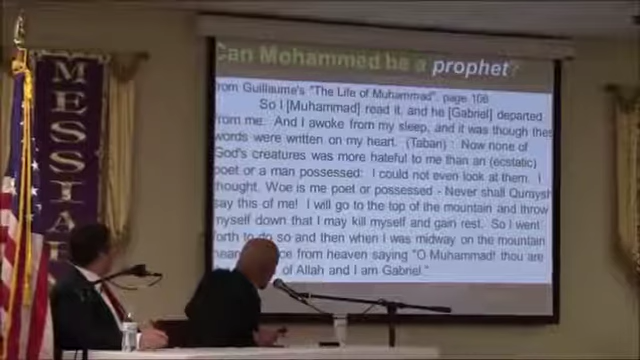 MESSIA
Can Mohammed be a prophet?
from Guillaume's "The Life of Muhammad", page 106
So I [Muhammad] read it, and he [Gabriel] departed
from me. And I awoke from my sleep, and it was though thes
words were written on my heart. (Tabari) : Now none of
God's creatures was more hateful to me than an (ecstatic)
poet or a man possessed: I could not even look at them. I
thought. Woe is me poet or possessed - Never shall Quraysh
say this of me! I will go to the top of the mountain and throw
myself down that I may kill myself and gain rest. So I went
forth to do so and then when I was midway on the mountain
from heaven saying "O Muhammad! thou are
of Allah and I am Gabriel."